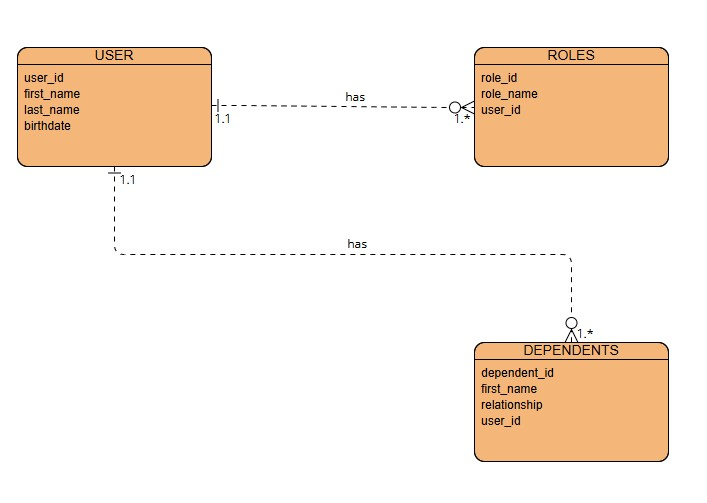 USER
user_id
first_name
last_name
birthdate
1.1
has
1.*
ROLES
role_id
role_name
user_id
1.1
has
1.*
DEPENDENTS
dependent_id
first_name
relationship
user_id